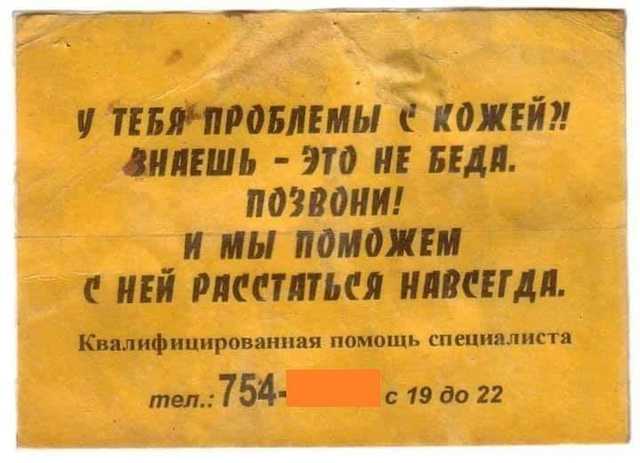 У ТЕБЯ ПРОБЛЕМЫ С КОЖЕЙ?!
ЗНАЕШЬ - ЭТО НЕ БЕДА.
ПОЗВОНИ!
И МЫ ПОМОЖЕМ
С НЕЙ РАССТАТЬСЯ НАВСЕГДА.
Квалифицированная помощь специалиста
тел.: 754- с 19 до 22